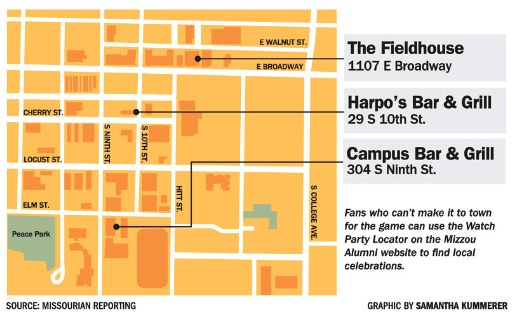 E WALNUT ST.
The Fieldhouse
1107 E Broadway
E BROADWAY
Harpo's Bar & Grill
29 S 10th St.
CHERRY ST.
S NINTH ST.
S 10TH ST.
Campus Bar & Grill
304 S Ninth St.
LOCUST ST.
HITT ST.
S COLLEGE AVE.
ELM ST.
Peace Park
Fans who can't make it to town
for the game can use the Watch
Party Locator on the Mizzou
Alumni website to find local
celebrations.
SOURCE: MISSOURIAN REPORTING
GRAPHIC BY SAMANTHA KUMMERER